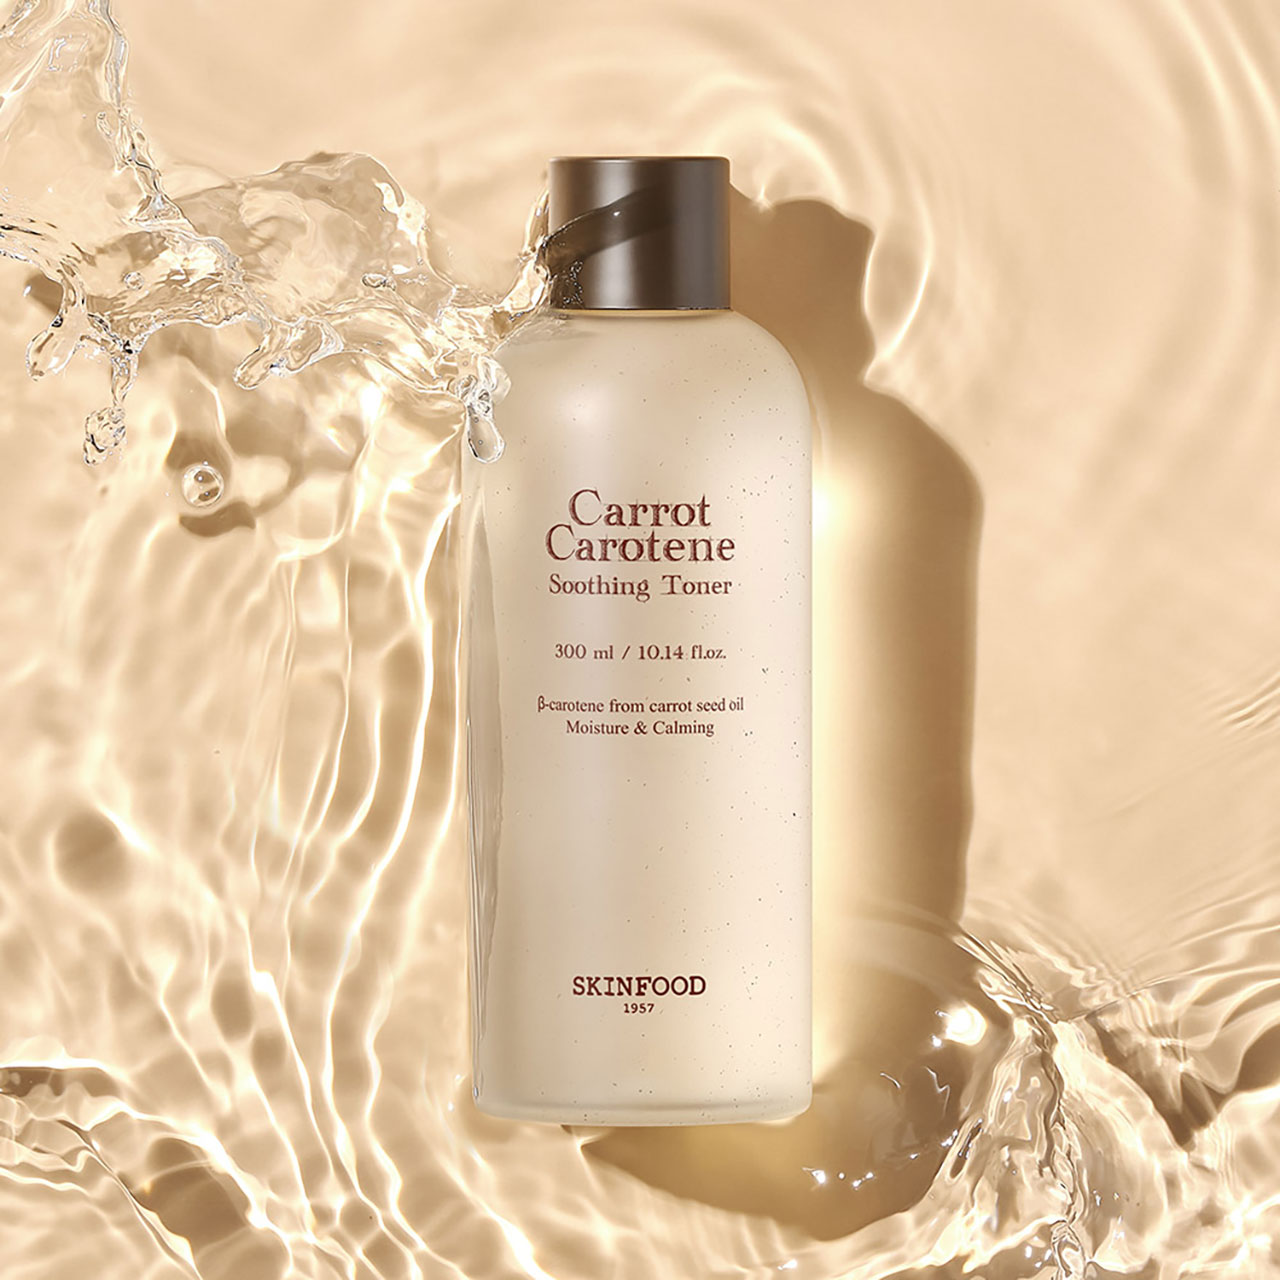 Carrot
Carotene
Soothing Toner
300 ml / 10.14 fl.oz.
β-carotene from carrot seed oil
Moisture & Calming
SKINFOOD
1957